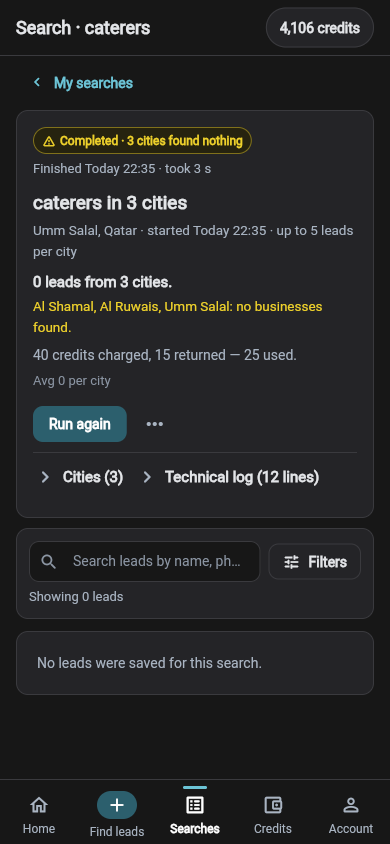 Search · caterers
4,106 credits
My searches
Completed · 3 cities found nothing
Finished Today 22:35 · took 3 s
caterers in 3 cities
Umm Salal, Qatar · started Today 22:35 · up to 5 leads
per city
0 leads from 3 cities.
Al Shamal, Al Ruwais, Umm Salal: no businesses
found.
40 credits charged, 15 returned — 25 used.
Avg 0 per city
Run again
Cities (3)
Technical log (12 lines)
Search leads by name, ph…
Filters
Showing 0 leads
No leads were saved for this search.
Home
Find leads
Searches
Credits
Account